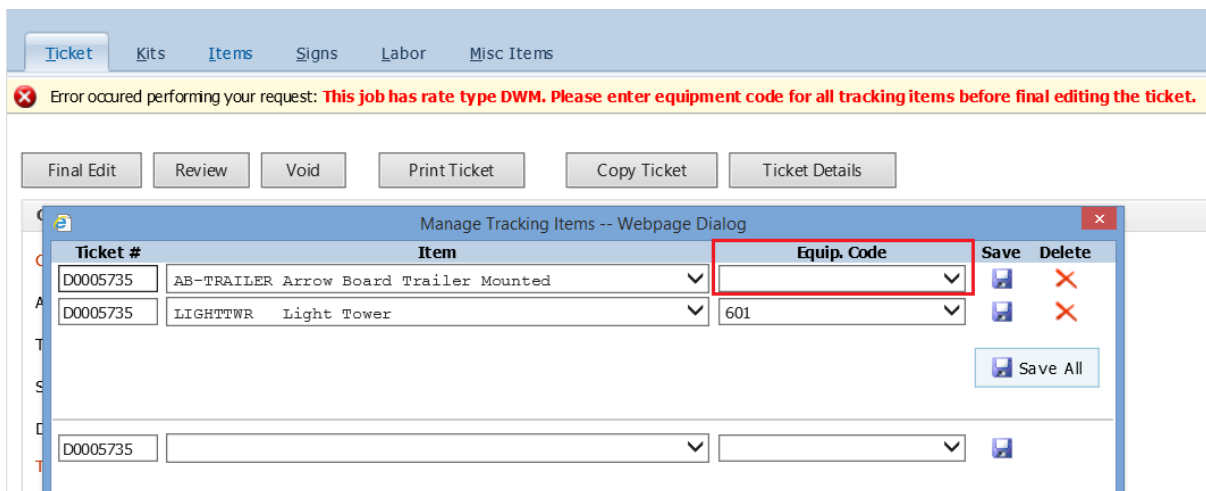 Ticket Kits Items Signs Labor Misc Items
Error occured performing your request: This job has rate type DWM. Please enter equipment code for all tracking items before final editing the ticket.
Final Edit Review Void Print Ticket Copy Ticket Ticket Details
Manage Tracking Items -- Webpage Dialog
Ticket # Item Equip. Code Save Delete
D0005735 AB-TRAILER Arrow Board Trailer Mounted
D0005735 LIGHTTWR Light Tower 601
Save All
D0005735